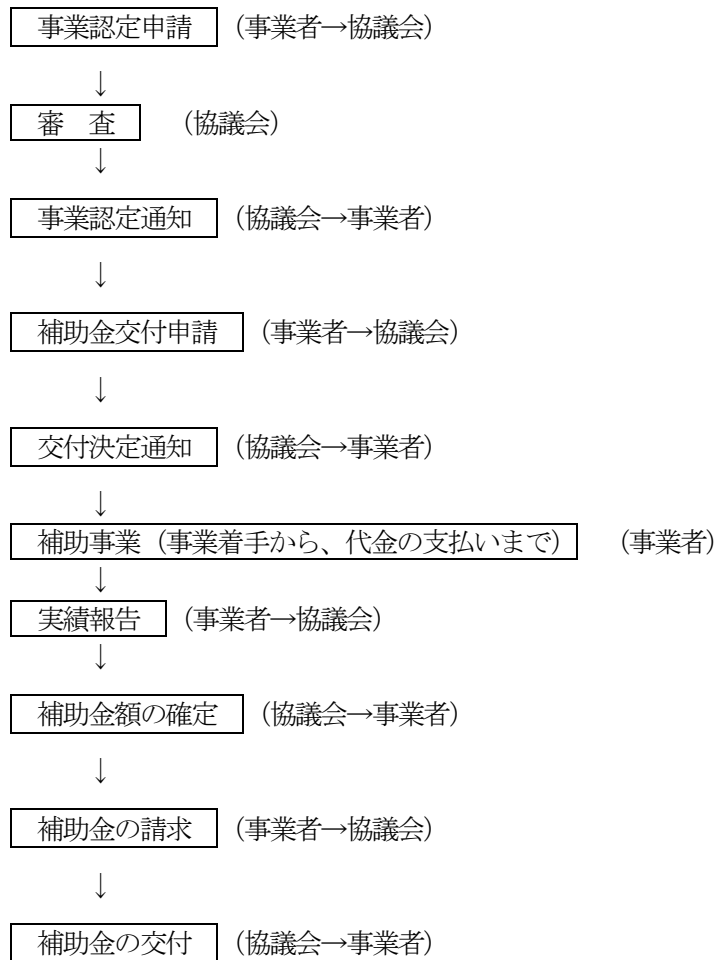 事業認定申請 （事業者→協議会）
↓
審　査 （協議会）
↓
事業認定通知 （協議会→事業者）
↓
補助金交付申請 （事業者→協議会）
↓
交付決定通知 （協議会→事業者）
↓
補助事業（事業着手から、代金の支払いまで） （事業者）
↓
実績報告 （事業者→協議会）
↓
補助金額の確定 （協議会→事業者）
↓
補助金の請求 （事業者→協議会）
↓
補助金の交付 （協議会→事業者）